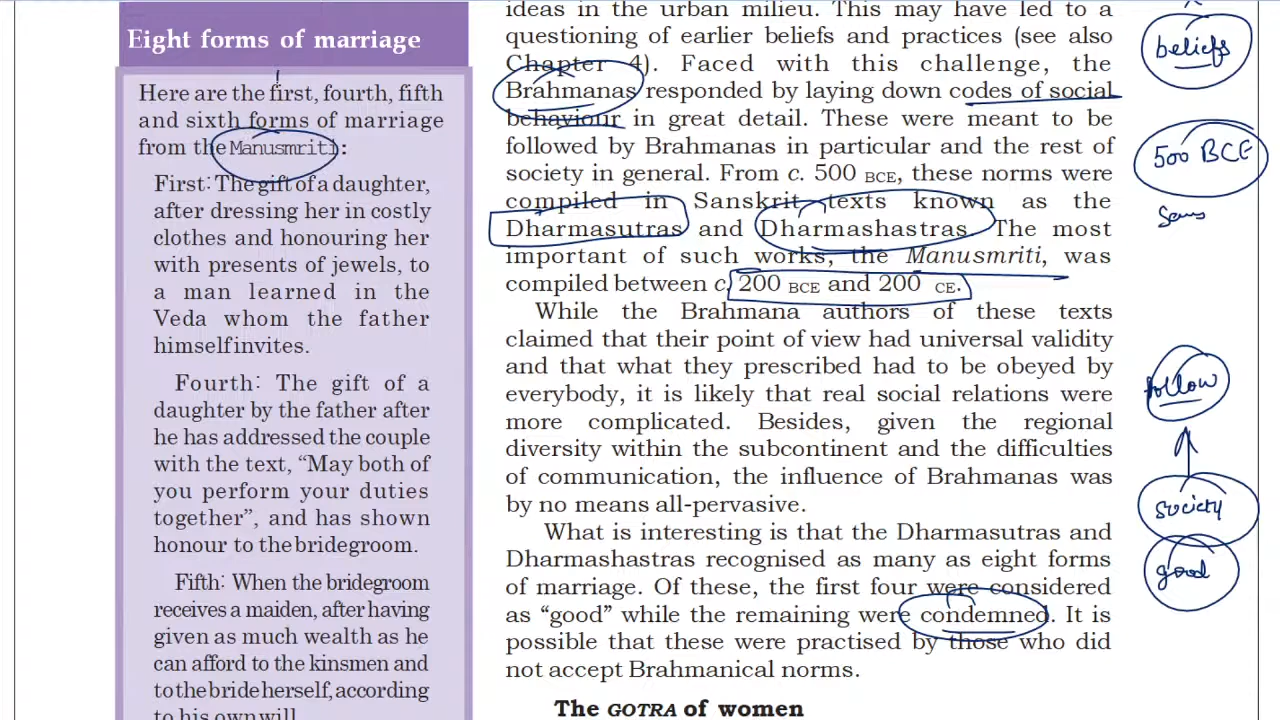 Eight forms of marriage
Here are the first, fourth, fifth
and sixth forms of marriage
from the Manusmriti:
First: The gift of a daughter,
after dressing her in costly
clothes and honouring her
with presents of jewels, to
a man learned in the
Veda whom the father
himself invites.
Fourth: The gift of a
daughter by the father after
he has addressed the couple
with the text, “May both of
you perform your duties
together”, and has shown
honour to the bridegroom.
Fifth: When the bridegroom
receives a maiden, after having
given as much wealth as he
can afford to the kinsmen and
to the bride herself, according
to his own will.
ideas in the urban milieu. This may have led to a
questioning of earlier beliefs and practices (see also
Chapter 4). Faced with this challenge, the
Brahmanas responded by laying down codes of social
behaviour in great detail. These were meant to be
followed by Brahmanas in particular and the rest of
society in general. From c. 500 BCE, these norms were
compiled in Sanskrit texts known as the
Dharmasutras and Dharmashastras. The most
important of such works, the Manusmriti, was
compiled between c. 200 BCE and 200 CE.
While the Brahmana authors of these texts
claimed that their point of view had universal validity
and that what they prescribed had to be obeyed by
everybody, it is likely that real social relations were
more complicated. Besides, given the regional
diversity within the subcontinent and the difficulties
of communication, the influence of Brahmanas was
by no means all-pervasive.
What is interesting is that the Dharmasutras and
Dharmashastras recognised as many as eight forms
of marriage. Of these, the first four were considered
as “good” while the remaining were condemned. It is
possible that these were practised by those who did
not accept Brahmanical norms.
The GOTRA of women
beliefs
500 BCE
Sans
follow
society
good